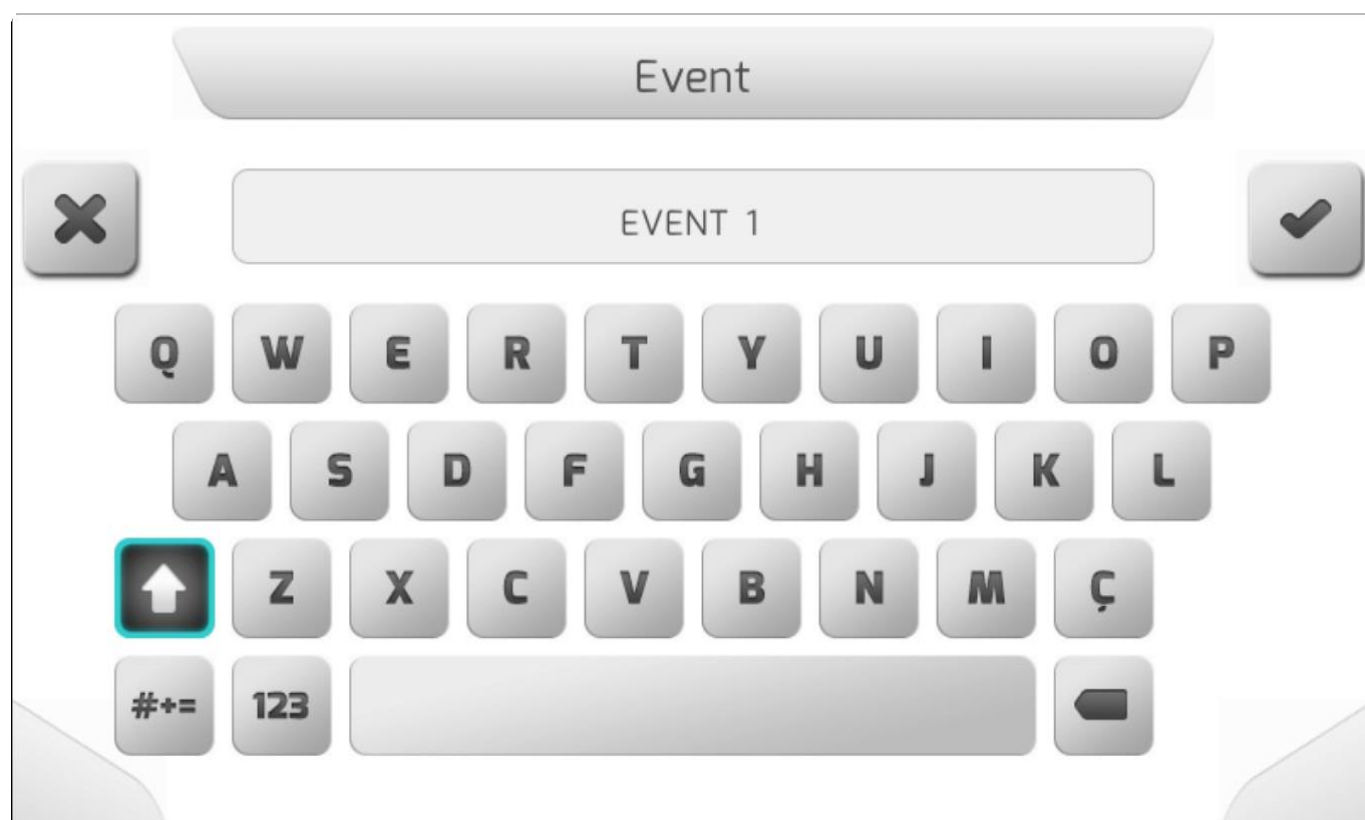 Event
EVENT 1
Q W E R T Y U I O P
A S D F G H J K L
Z X C V B N M Ç
#+= 123